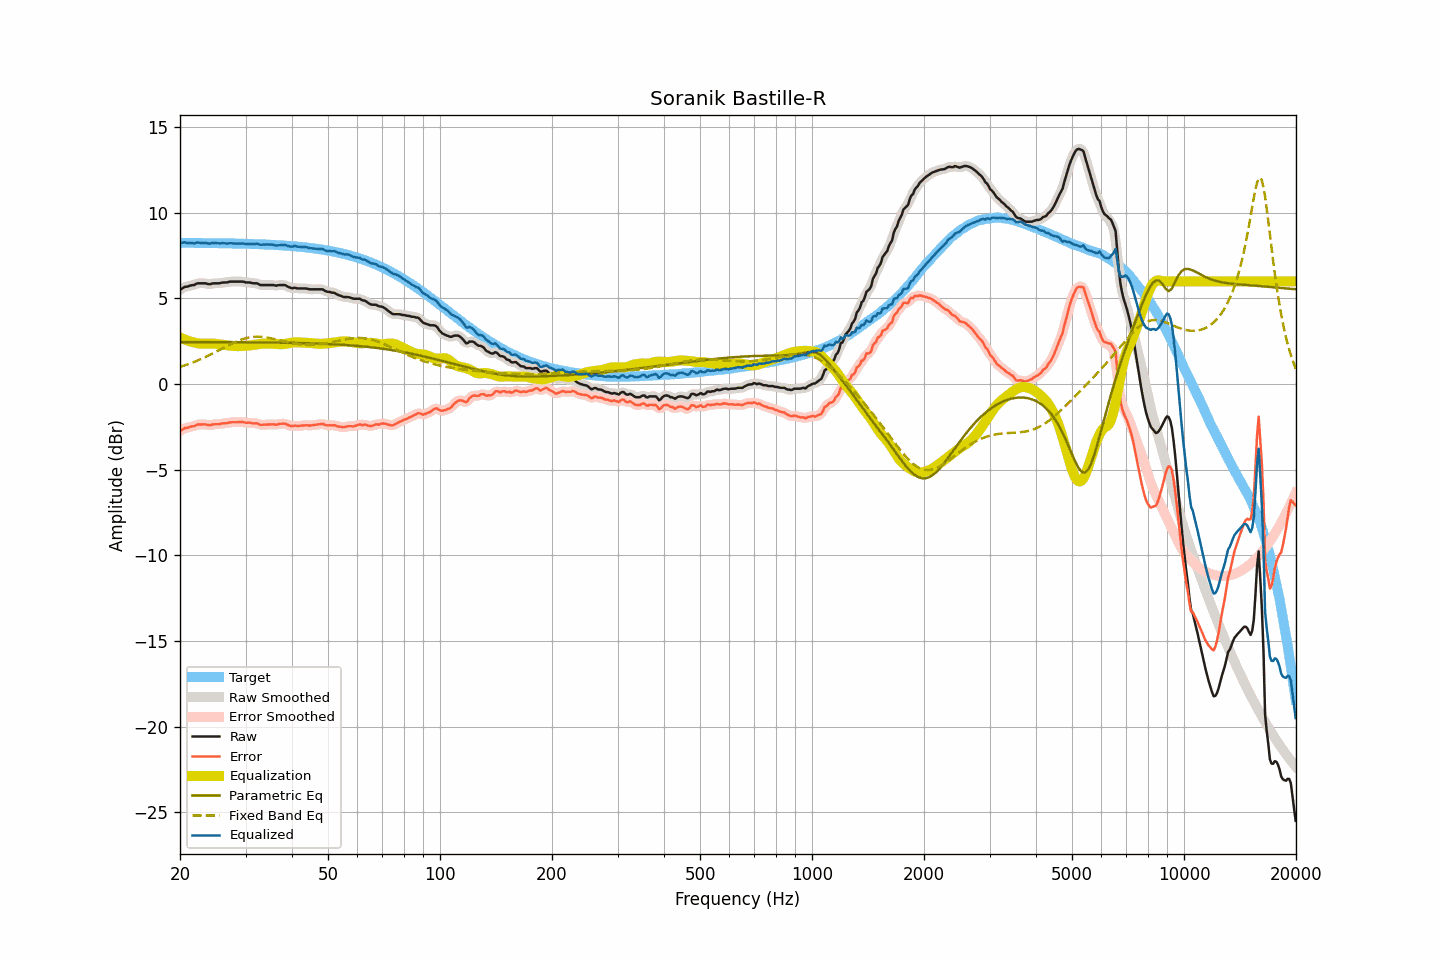 Soranik Bastille-R
15
10
5
0
−5
−10
−15
−20
−25
Amplitude (dBr)
Target
Raw Smoothed
Error Smoothed
Raw
Error
Equalization
Parametric Eq
Fixed Band Eq
Equalized
20 50 100 200 500 1000 2000 5000 10000 20000
Frequency (Hz)